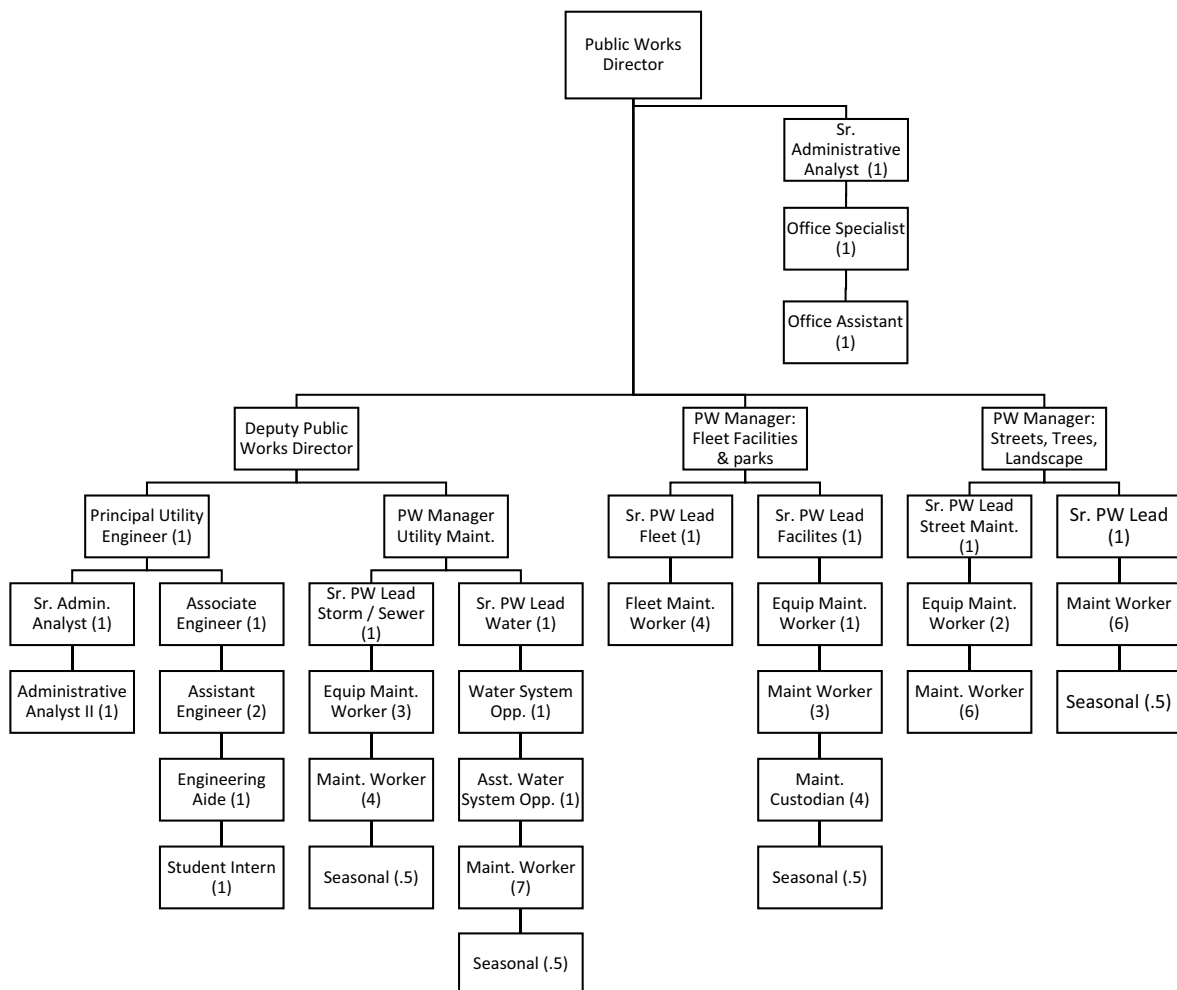 Public Works
Director
Sr.
Administrative
Analyst  (1)
Office Specialist
(1)
Office Assistant
(1)
Deputy Public
Works Director
PW Manager:
Fleet Facilities
& parks
PW Manager:
Streets, Trees,
Landscape
Principal Utility
Engineer (1)
PW Manager
Utility Maint.
Sr. PW Lead
Fleet (1)
Sr. PW Lead
Facilites (1)
Sr. PW Lead
Street Maint.
(1)
Sr. PW Lead
(1)
Sr. Admin.
Analyst (1)
Associate
Engineer (1)
Sr. PW Lead
Storm / Sewer
(1)
Sr. PW Lead
Water (1)
Fleet Maint.
Worker (4)
Equip Maint.
Worker (1)
Equip Maint.
Worker (2)
Maint Worker
(6)
Administrative
Analyst II (1)
Assistant
Engineer (2)
Equip Maint.
Worker (3)
Water System
Opp. (1)
Maint Worker
(3)
Maint. Worker
(6)
Seasonal (.5)
Engineering
Aide (1)
Maint. Worker
(4)
Asst. Water
System Opp. (1)
Maint.
Custodian (4)
Student Intern
(1)
Seasonal (.5)
Maint. Worker
(7)
Seasonal (.5)
Seasonal (.5)